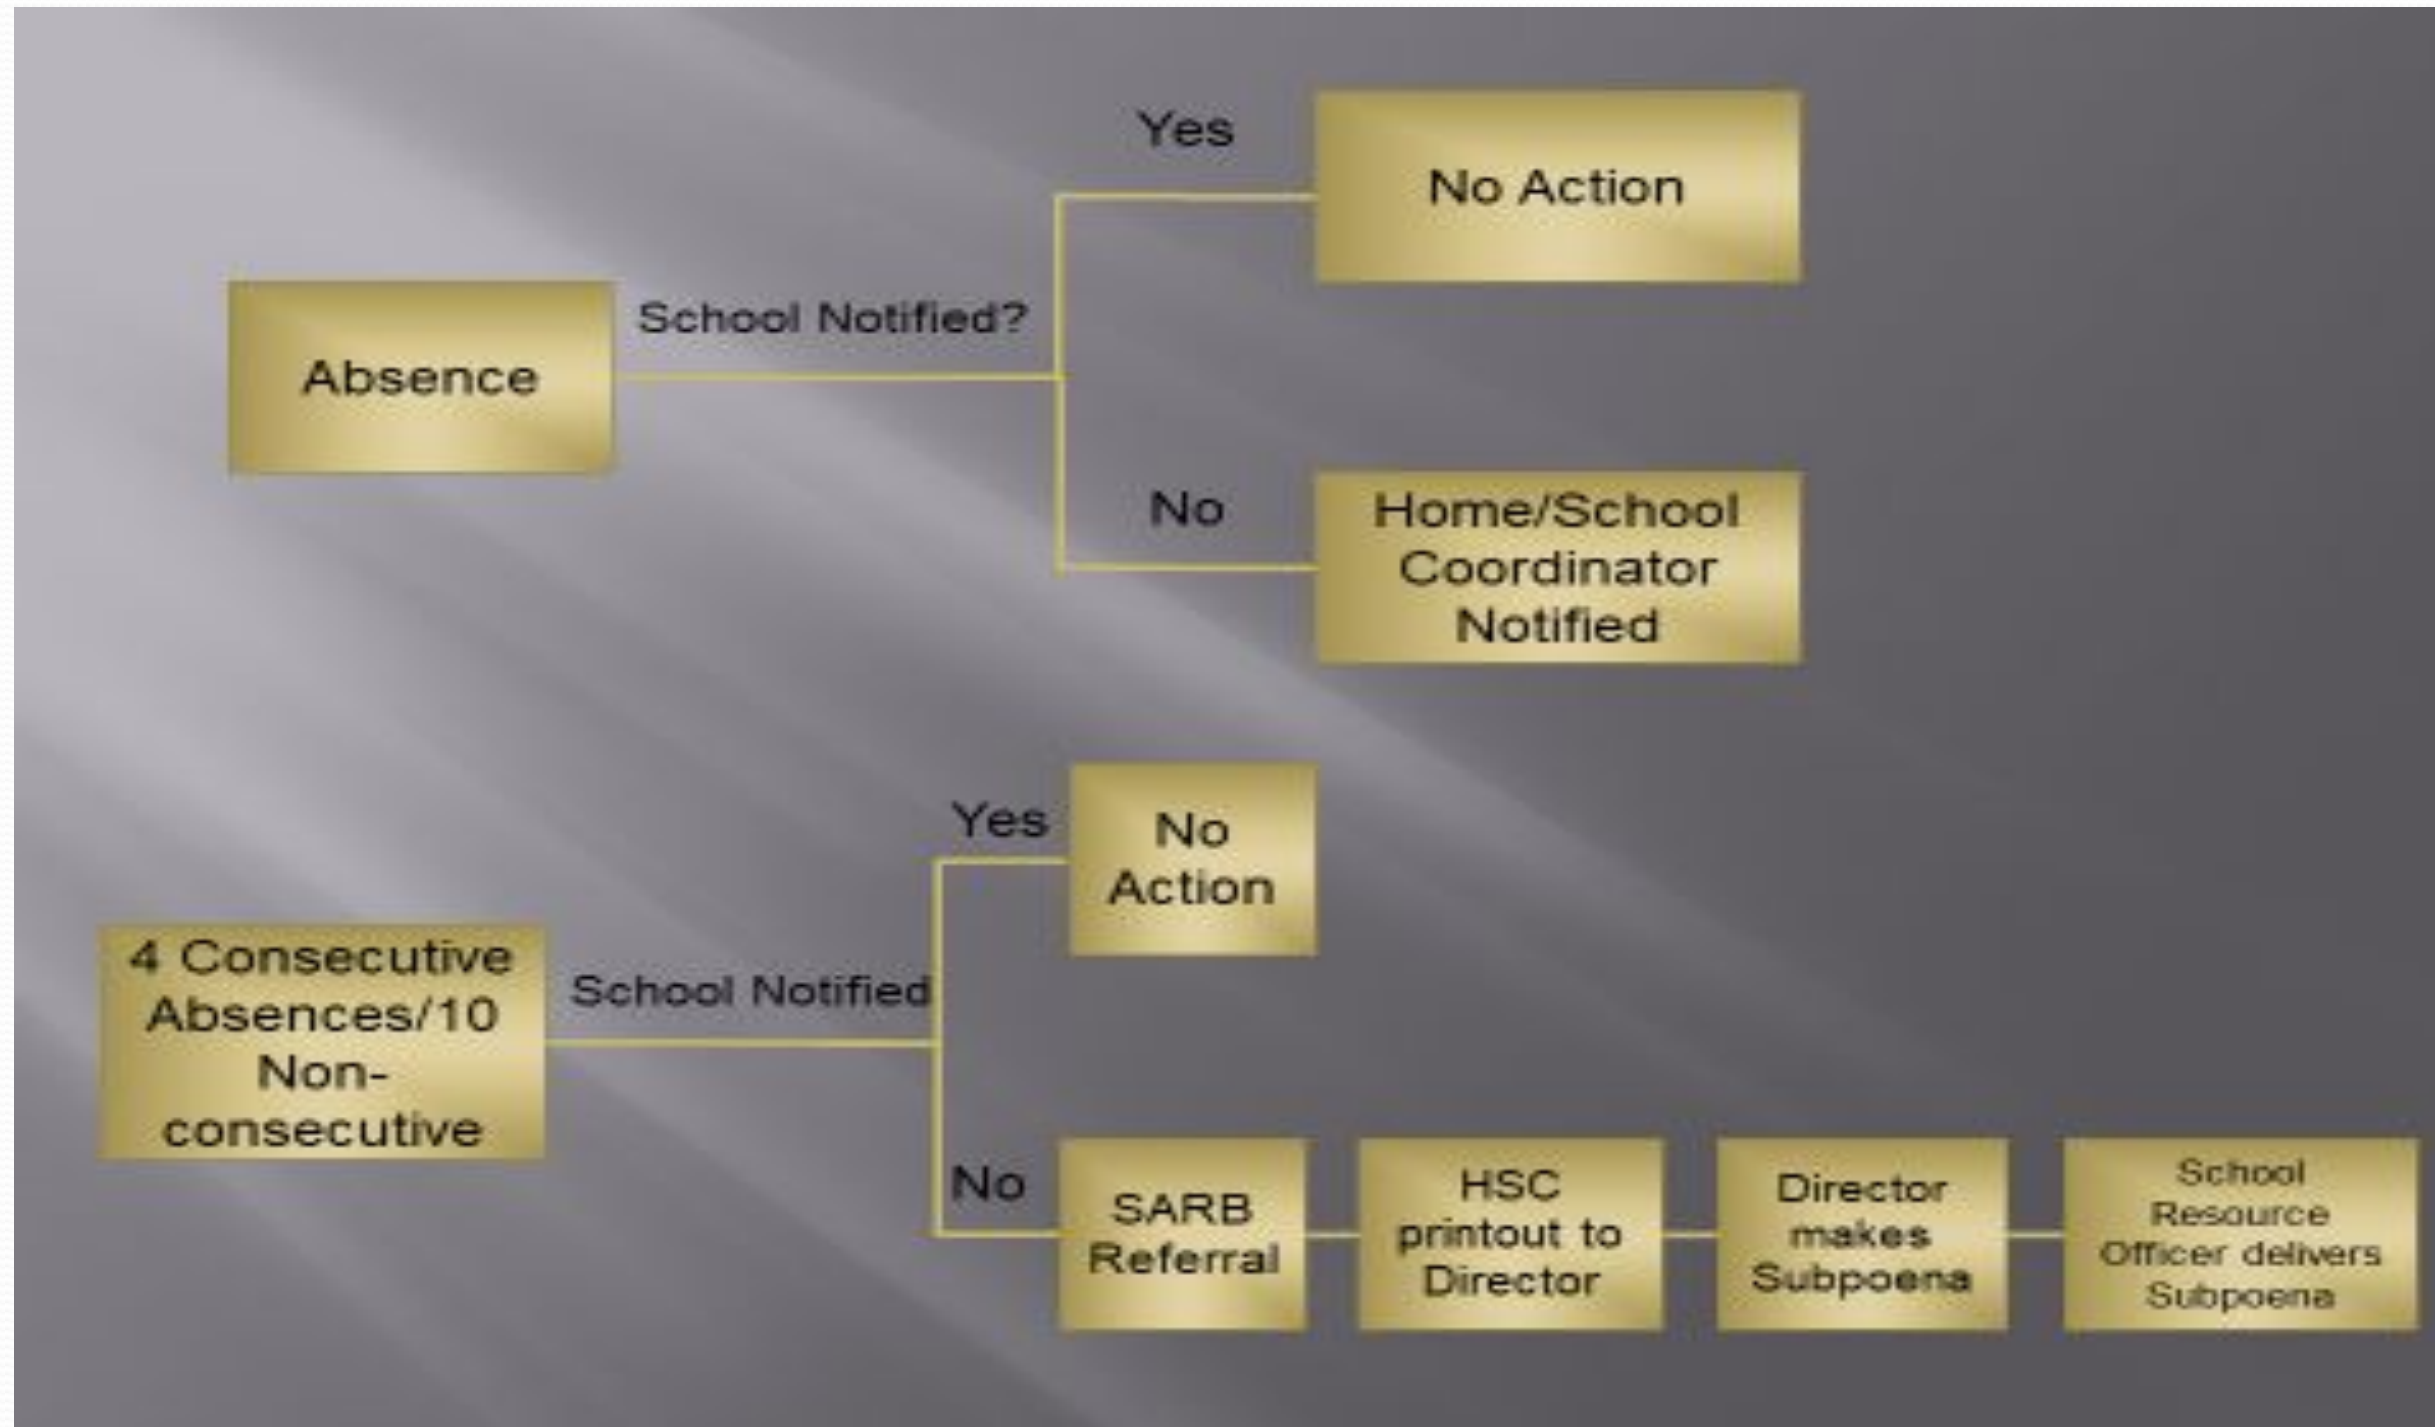 Yes
No Action
School Notified?
Absence
No
Home/School
Coordinator
Notified
Yes
No
Action
4 Consecutive
Absences/10
Non-
consecutive
School Notified
No
SARB
Referral
HSC
printout to
Director
Director
makes
Subpoena
School
Resource
Officer delivers
Subpoena